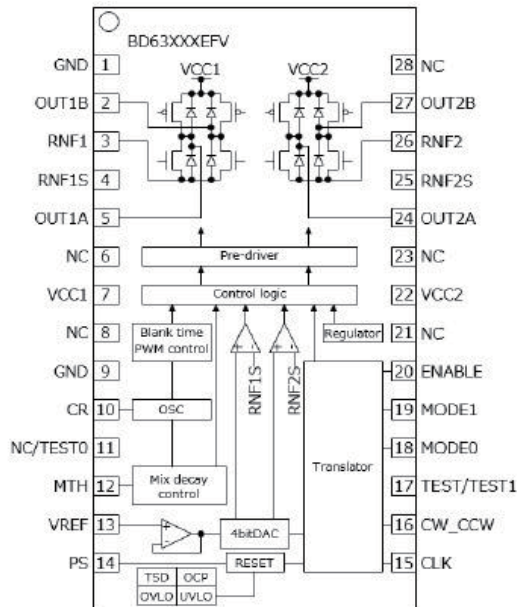 BD63XXXEFV
GND 1
OUT1B 2
RNF1 3
RNF1S 4
OUT1A 5
NC 6
VCC1 7
NC 8
GND 9
CR 10
NC/TEST0 11
MTH 12
VREF 13
PS 14
28 NC
27 OUT2B
26 RNF2
25 RNF2S
24 OUT2A
23 NC
22 VCC2
21 NC
20 ENABLE
19 MODE1
18 MODE0
17 TEST/TEST1
16 CW_CCW
15 CLK
VCC1
VCC2
Pre-driver
Control logic
Blank time
PWM control
Regulator
+ -
+ -
RNF1S
RNF2S
OSC
Translator
Mix decay
control
+
-
4bitDAC
RESET
TSD OCP
OVLO UVLO